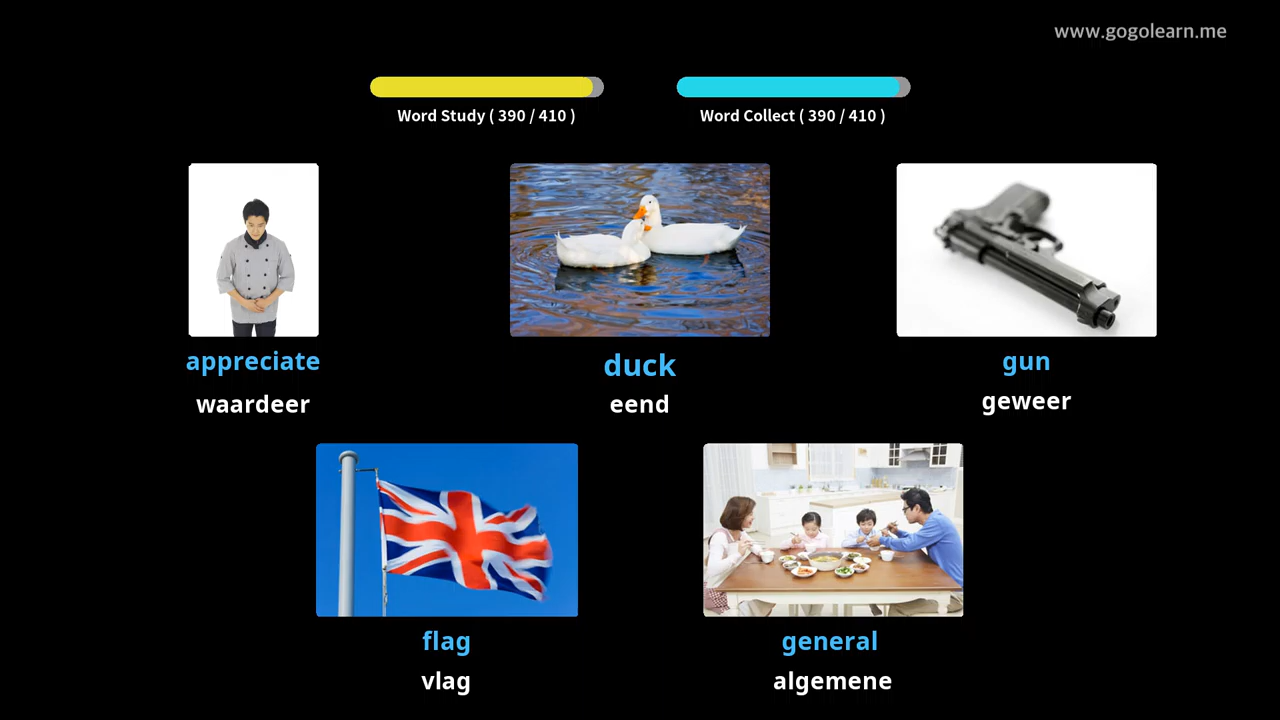 www.gogolearn.me
Word Study ( 390 / 410 )
Word Collect ( 390 / 410 )
appreciate
waardeer
duck
eend
gun
geweer
flag
vlag
general
algemene